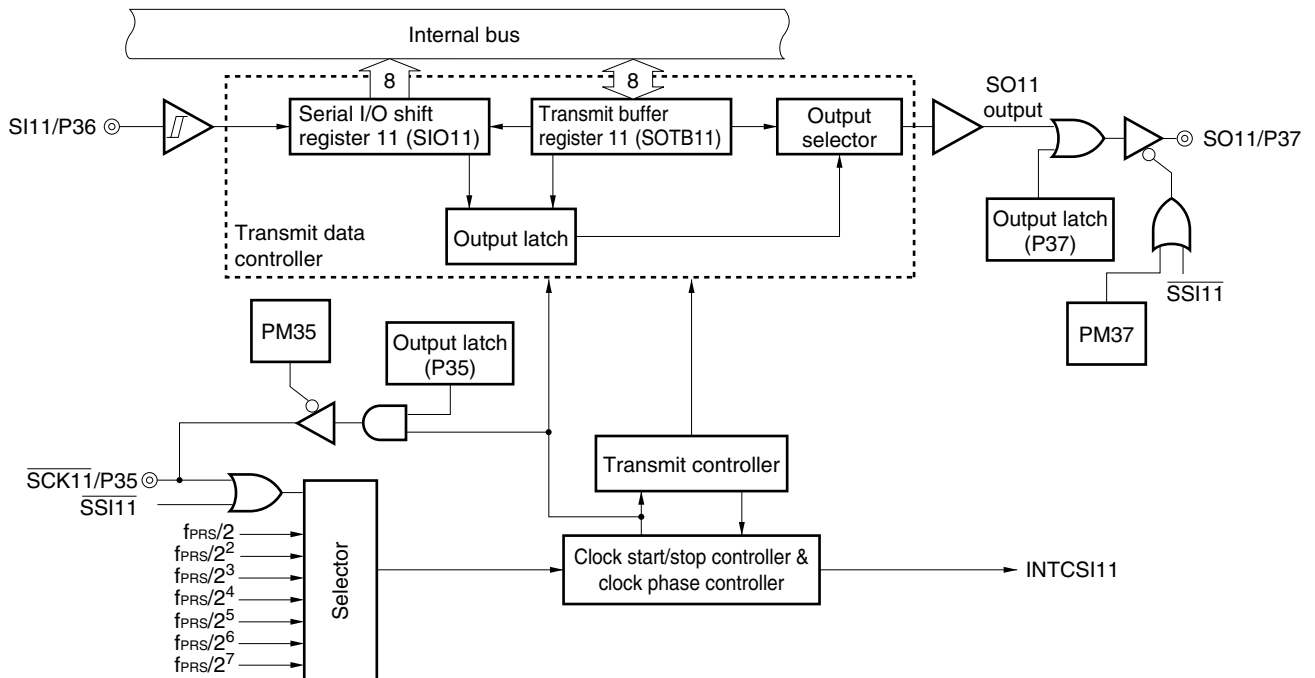 Internal bus
8
8
SI11/P36
Serial I/O shift
register 11 (SIO11)
Transmit buffer
register 11 (SOTB11)
Output
selector
SO11
output
SO11/P37
Output latch
Transmit data
controller
Output latch
(P37)
SSI11
PM37
PM35
Output latch
(P35)
SCK11/P35
SSI11
Transmit controller
fPRS/2
fPRS/2²
fPRS/2³
fPRS/2⁴
fPRS/2⁵
fPRS/2⁶
fPRS/2⁷
Selector
Clock start/stop controller &
clock phase controller
INTCSI11